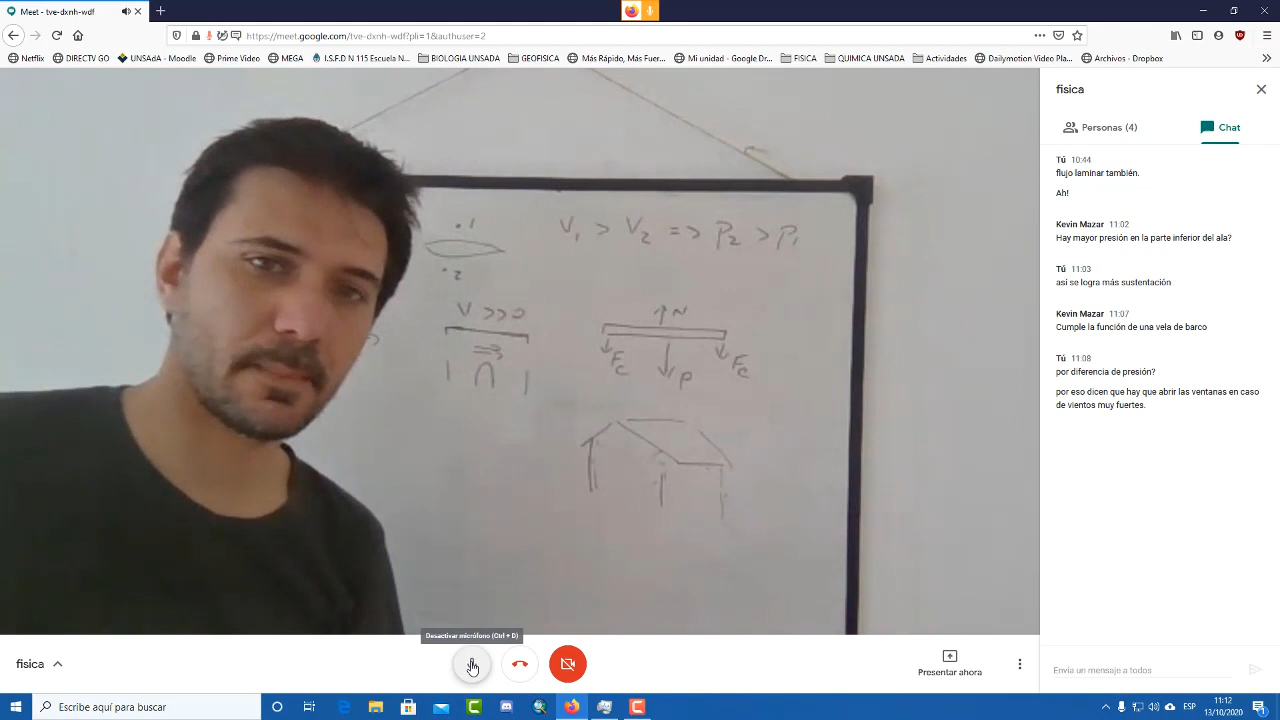 Meet - tve-dxnh-wdf
https://meet.google.com/tve-dxnh-wdf?pli=1&authuser=2
Netflix DIRECTV GO UNSAdA - Moodle Prime Video MEGA I.S.F.D N 115 Escuela N... BIOLOGIA UNSADA GEOFISICA Más Rápido, Más Fuer... Mi unidad - Google Dr... FISICA QUIMICA UNSAD Actividades Dailymotion Video Pla... Archivos - Dropbox
fisica
Personas (4) Chat
Tú 10:44
flujo laminar también.
Ah!
Kevin Mazar 11:02
Hay mayor presión en la parte inferior del ala?
Tú 11:03
asi se logra más sustentación
Kevin Mazar 11:07
Cumple la función de una vela de barco
Tú 11:08
por diferencia de presión?
por eso dicen que hay que abrir las ventanas en caso
de vientos muy fuertes.
.1
.2
V₁ > V₂ => P₂ > P₁
V >>0
↑N
Fc P Fc
Desactivar micrófono (Ctrl + D)
fisica
Presentar ahora
Envía un mensaje a todos
Escribe aquí para buscar
ESP
11:12
13/10/2020
1